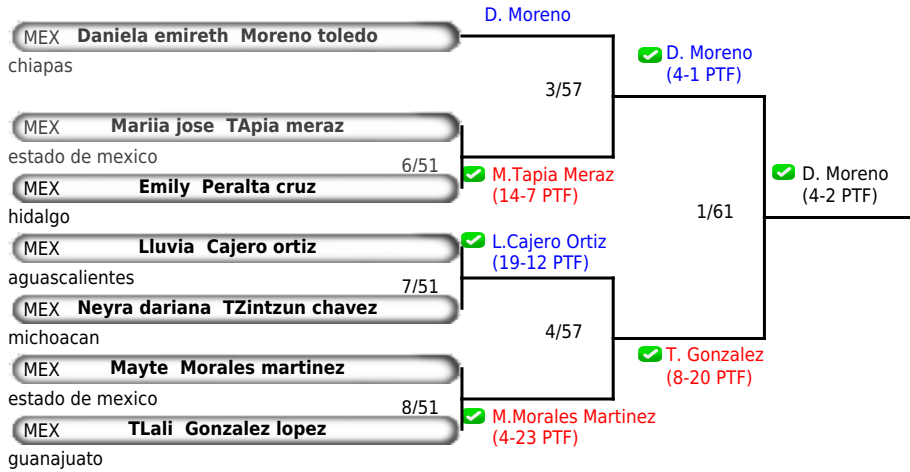 D. Moreno
MEX Daniela emireth Moreno toledo
chiapas
D. Moreno
(4-1 PTF)
3/57
MEX Mariia jose TApia meraz
estado de mexico
6/51
M.Tapia Meraz
(14-7 PTF)
MEX Emily Peralta cruz
hidalgo
D. Moreno
(4-2 PTF)
1/61
MEX Lluvia Cajero ortiz
aguascalientes
L.Cajero Ortiz
(19-12 PTF)
7/51
MEX Neyra dariana TZintzun chavez
michoacan
4/57
T. Gonzalez
(8-20 PTF)
MEX Mayte Morales martinez
estado de mexico
8/51
M.Morales Martinez
(4-23 PTF)
MEX TLali Gonzalez lopez
guanajuato